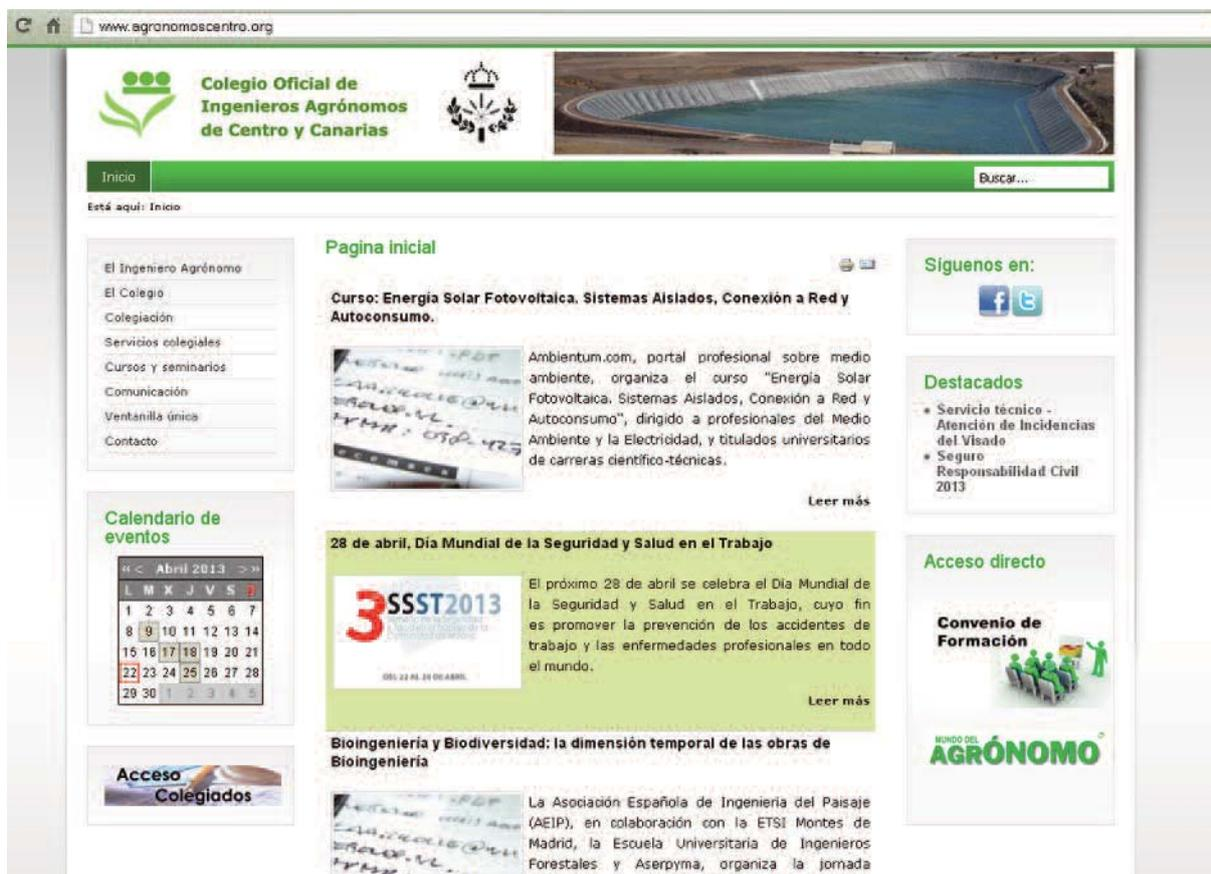 www.agronomoscentro.org
Colegio Oficial de
Ingenieros Agrónomos
de Centro y Canarias
Inicio
Buscar...
Está aquí: Inicio
El Ingeniero Agrónomo
El Colegio
Colegiación
Servicios colegiales
Cursos y seminarios
Comunicación
Ventanilla única
Contacto
Calendario de
eventos
« < Abril 2013 > »
L M X J V S D
1 2 3 4 5 6 7
8 9 10 11 12 13 14
15 16 17 18 19 20 21
22 23 24 25 26 27 28
29 30 1 2 3 4 5
Acceso
Colegiados
Pagina inicial
Curso: Energía Solar Fotovoltaica. Sistemas Aislados, Conexión a Red y
Autoconsumo.
Ambientum.com, portal profesional sobre medio
ambiente, organiza el curso "Energía Solar
Fotovoltaica. Sistemas Aislados, Conexión a Red y
Autoconsumo", dirigido a profesionales del Medio
Ambiente y la Electricidad, y titulados universitarios
de carreras científico-técnicas.
Leer más
28 de abril, Día Mundial de la Seguridad y Salud en el Trabajo
3SSST2013
DEL 22 AL 28 DE ABRIL
El próximo 28 de abril se celebra el Día Mundial de
la Seguridad y Salud en el Trabajo, cuyo fin
es promover la prevención de los accidentes de
trabajo y las enfermedades profesionales en todo
el mundo.
Leer más
Bioingeniería y Biodiversidad: la dimensión temporal de las obras de
Bioingeniería
La Asociación Española de Ingeniería del Paisaje
(AEIP), en colaboración con la ETSI Montes de
Madrid, la Escuela Universitaria de Ingenieros
Forestales y Aserpyma, organiza la jornada
Síguenos en:
Destacados
Servicio técnico -
Atención de Incidencias
del Visado
Seguro
Responsabilidad Civil
2013
Acceso directo
Convenio de
Formación
MUNDO DEL
AGRÓNOMO